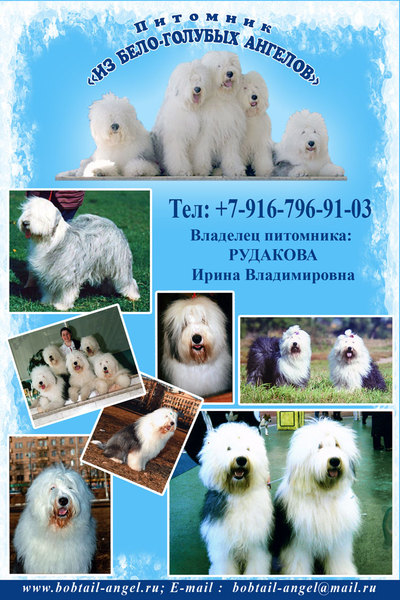 Питомник
«ИЗ БЕЛО-ГОЛУБЫХ АНГЕЛОВ»
Тел: +7-916-796-91-03
Владелец питомника:
РУДАКОВА
Ирина Владимировна
www.bobtail-angel.ru; E-mail : bobtail-angel@mail.ru